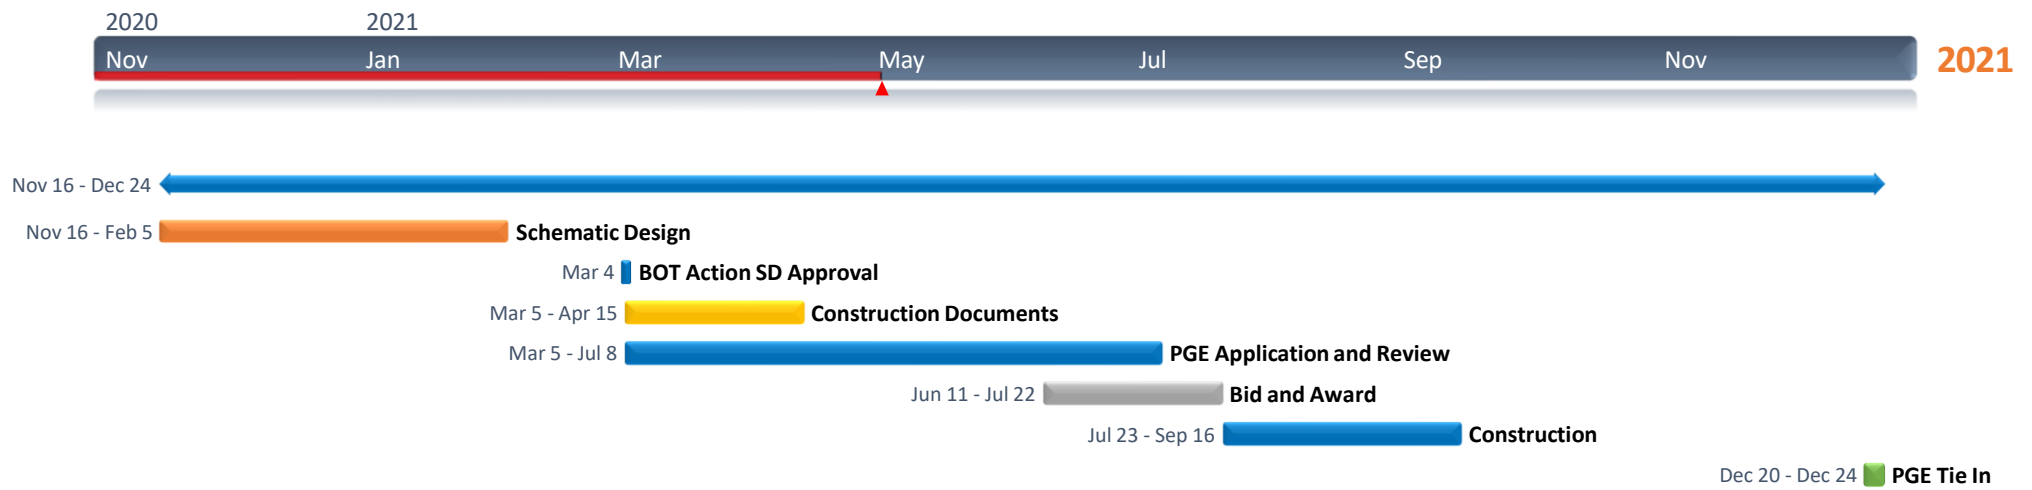 2020 2021
Nov Jan Mar May Jul Sep Nov 2021
Nov 16 - Dec 24
Nov 16 - Feb 5 Schematic Design
Mar 4 BOT Action SD Approval
Mar 5 - Apr 15 Construction Documents
Mar 5 - Jul 8 PGE Application and Review
Jun 11 - Jul 22 Bid and Award
Jul 23 - Sep 16 Construction
Dec 20 - Dec 24 PGE Tie In